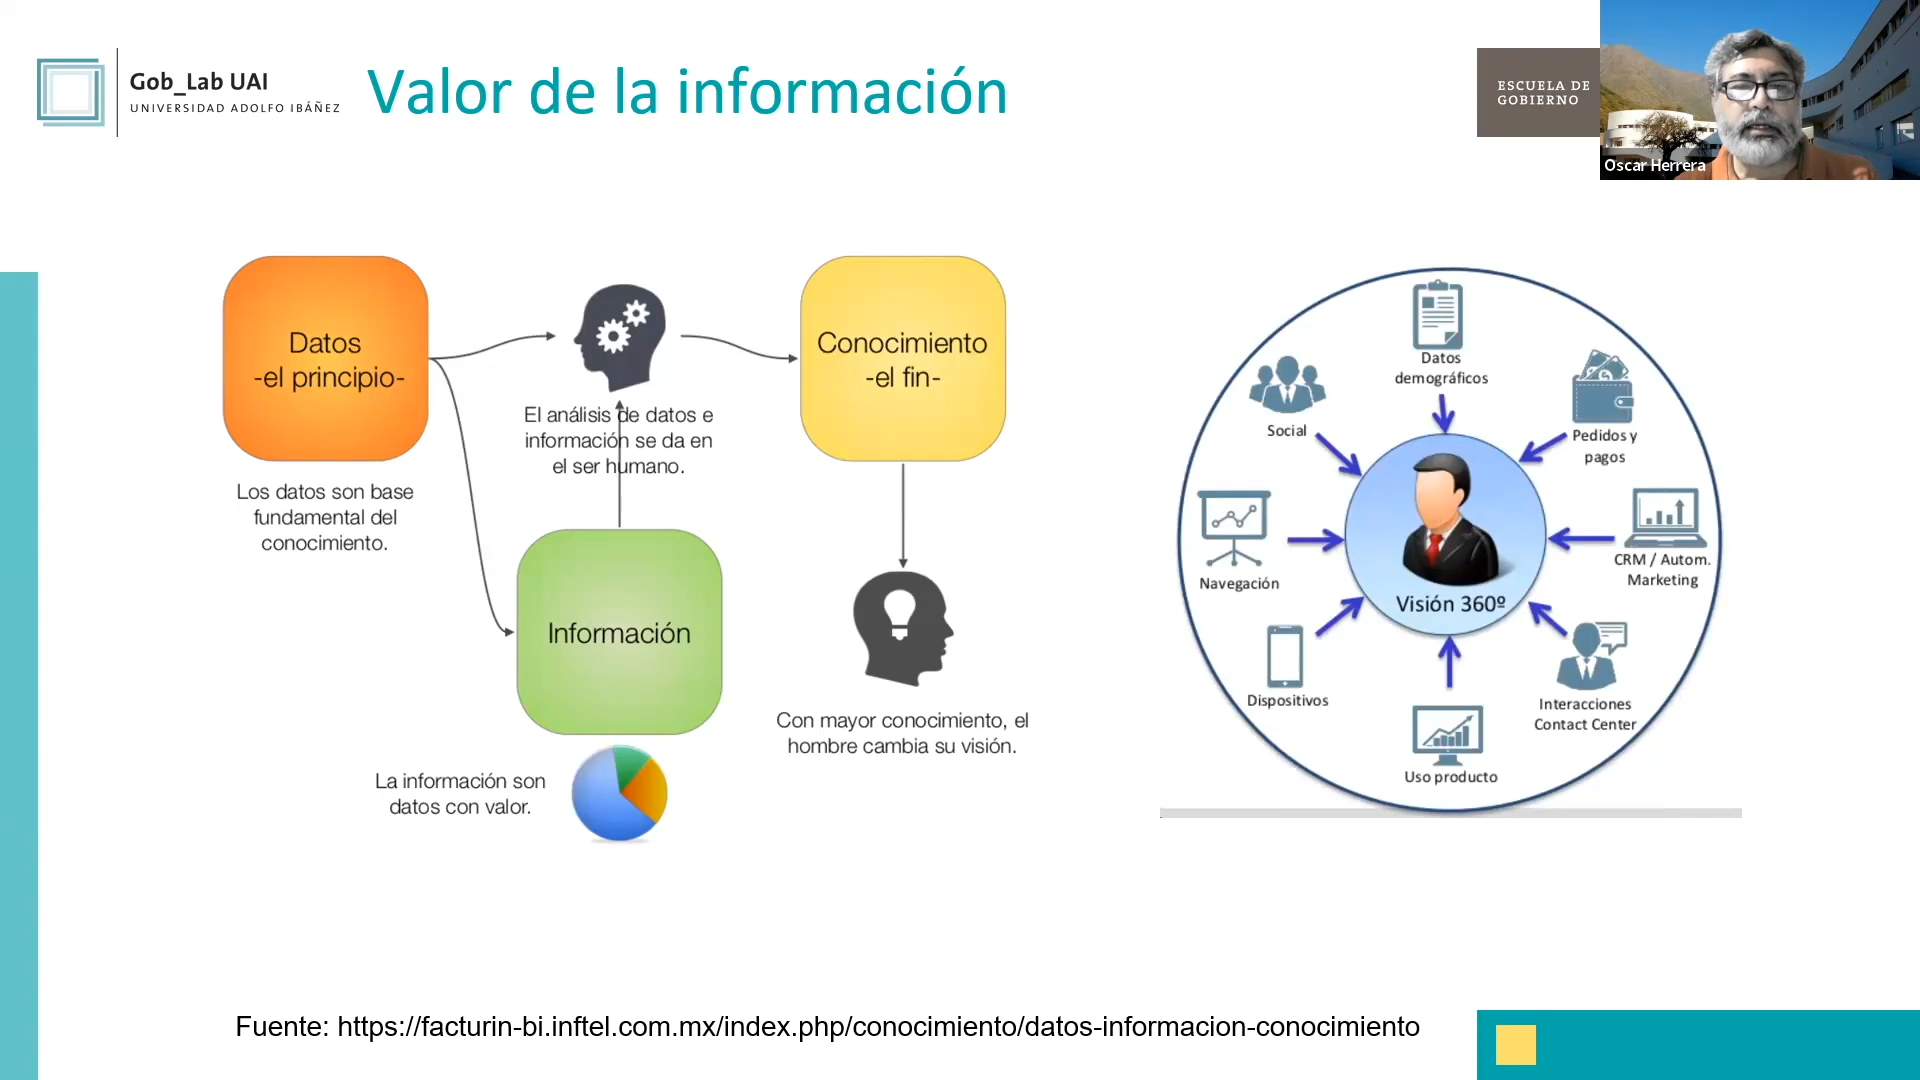 Gob_Lab UAI
UNIVERSIDAD ADOLFO IBÁÑEZ
Valor de la información
ESCUELA DE
GOBIERNO
Oscar Herrera
Datos
-el principio-
Los datos son base
fundamental del
conocimiento.
El análisis de datos e
información se da en
el ser humano.
Conocimiento
-el fin-
Información
La información son
datos con valor.
Con mayor conocimiento, el
hombre cambia su visión.
Datos
demográficos
Social
Pedidos y
pagos
Navegación
CRM / Autom.
Marketing
Visión 360º
Dispositivos
Interacciones
Contact Center
Uso producto
Fuente: https://facturin-bi.inftel.com.mx/index.php/conocimiento/datos-informacion-conocimiento